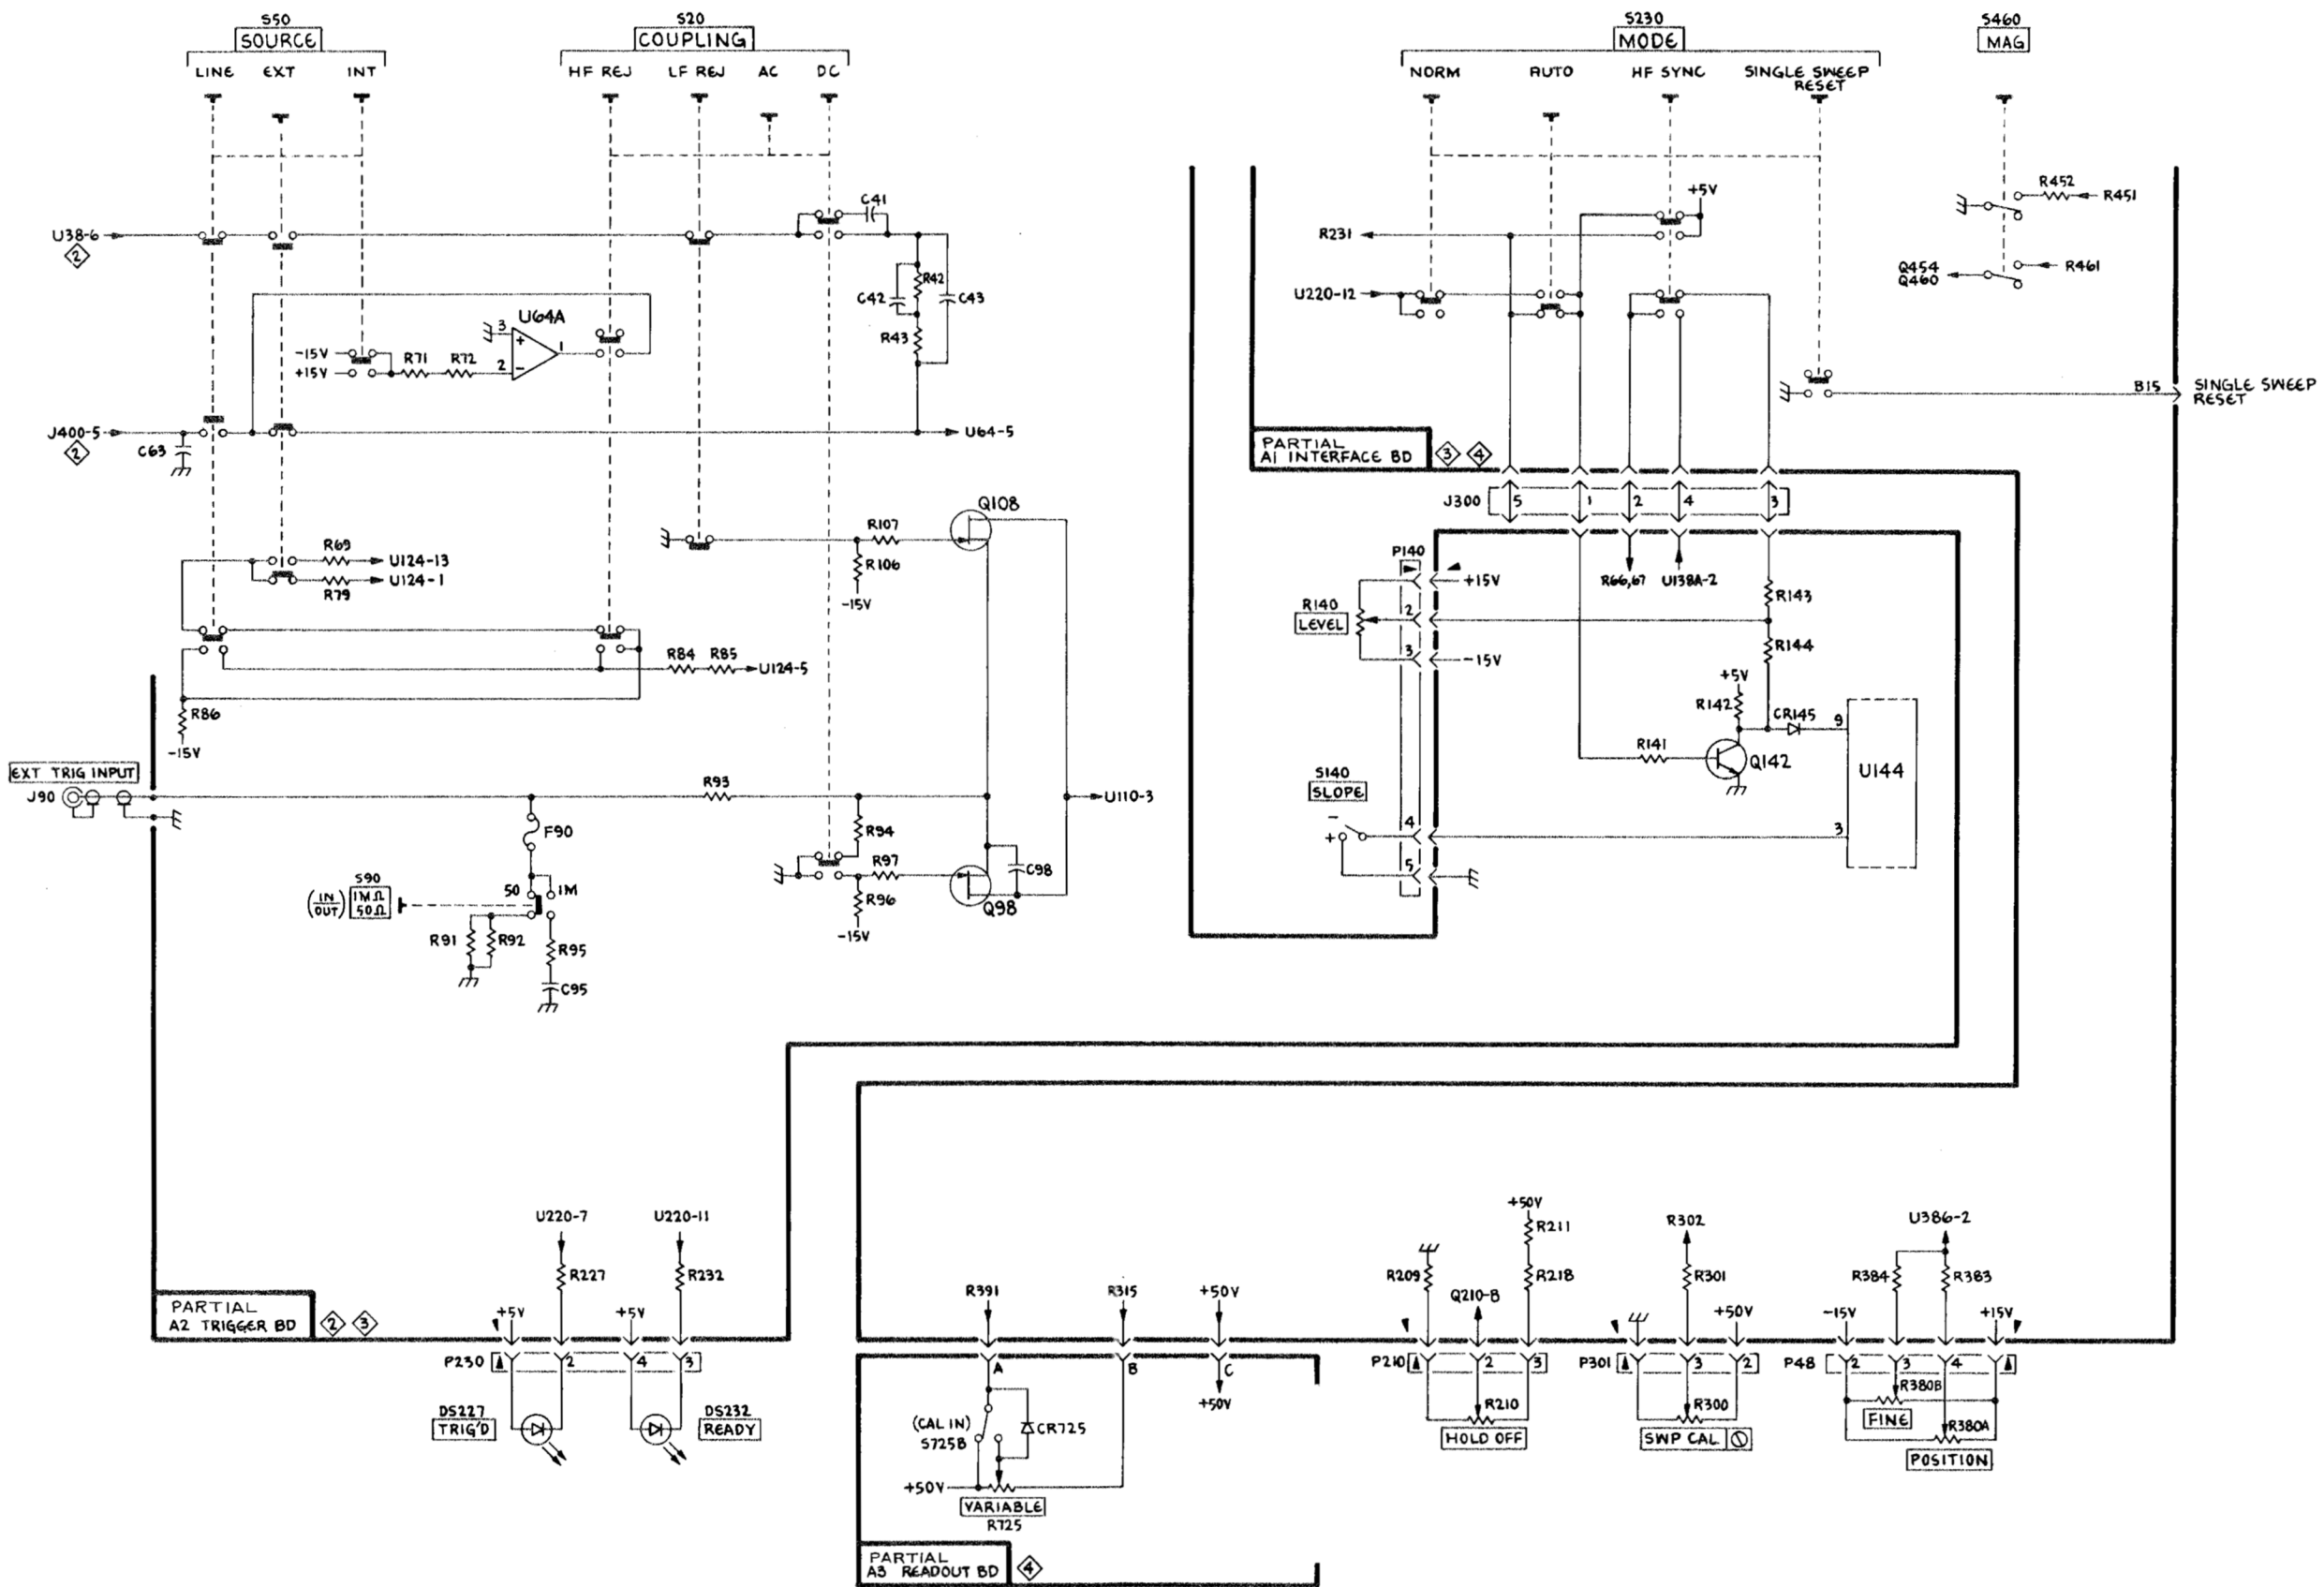 S50
SOURCE
LINE EXT INT
S20
COUPLING
HF REJ LF REJ AC DC
S230
MODE
NORM AUTO HF SYNC SINGLE SWEEP
RESET
S460
MAG
U38-6
2
C41
R42
C42
C43
R43
U64A
3
+
1
2
-
-15V
+15V
R71
R72
J400-5
2
C63
U64-5
+5V
R231
U220-12
R452
R451
Q454
Q460
R461
B15
SINGLE SWEEP
RESET
PARTIAL
A1 INTERFACE BD
3 4
J300
5 1 2 4 3
Q108
R107
R106
-15V
R69
U124-13
U124-1
R79
R84 R85
U124-5
R86
-15V
P140
+15V
R140
LEVEL
2
3
-15V
R66,67
U138A-2
R143
R144
+5V
R142
CR145
9
R141
Q142
U144
3
S140
SLOPE
-
+
4
5
EXT TRIG INPUT
J90
R93
U110-3
F90
R94
R97
C98
Q98
R96
-15V
S90
(IN
OUT)
1MΩ
50Ω
50
1M
R91
R92
R95
C95
U220-7
U220-11
R227
R232
PARTIAL
A2 TRIGGER BD
2 3
+5V
+5V
P230
2 4 3
DS227
TRIG'D
DS232
READY
R391
R315
+50V
A B C
+50V
(CAL IN)
S725B
CR725
+50V
VARIABLE
R725
PARTIAL
A3 READOUT BD
4
R209
Q210-B
+50V
R211
R218
P210
2 3
R210
HOLD OFF
R302
R301
+50V
P301
3 2
R300
SWP CAL
U386-2
R384
R383
-15V
+15V
P48
2 3 4
R380B
FINE
R380A
POSITION